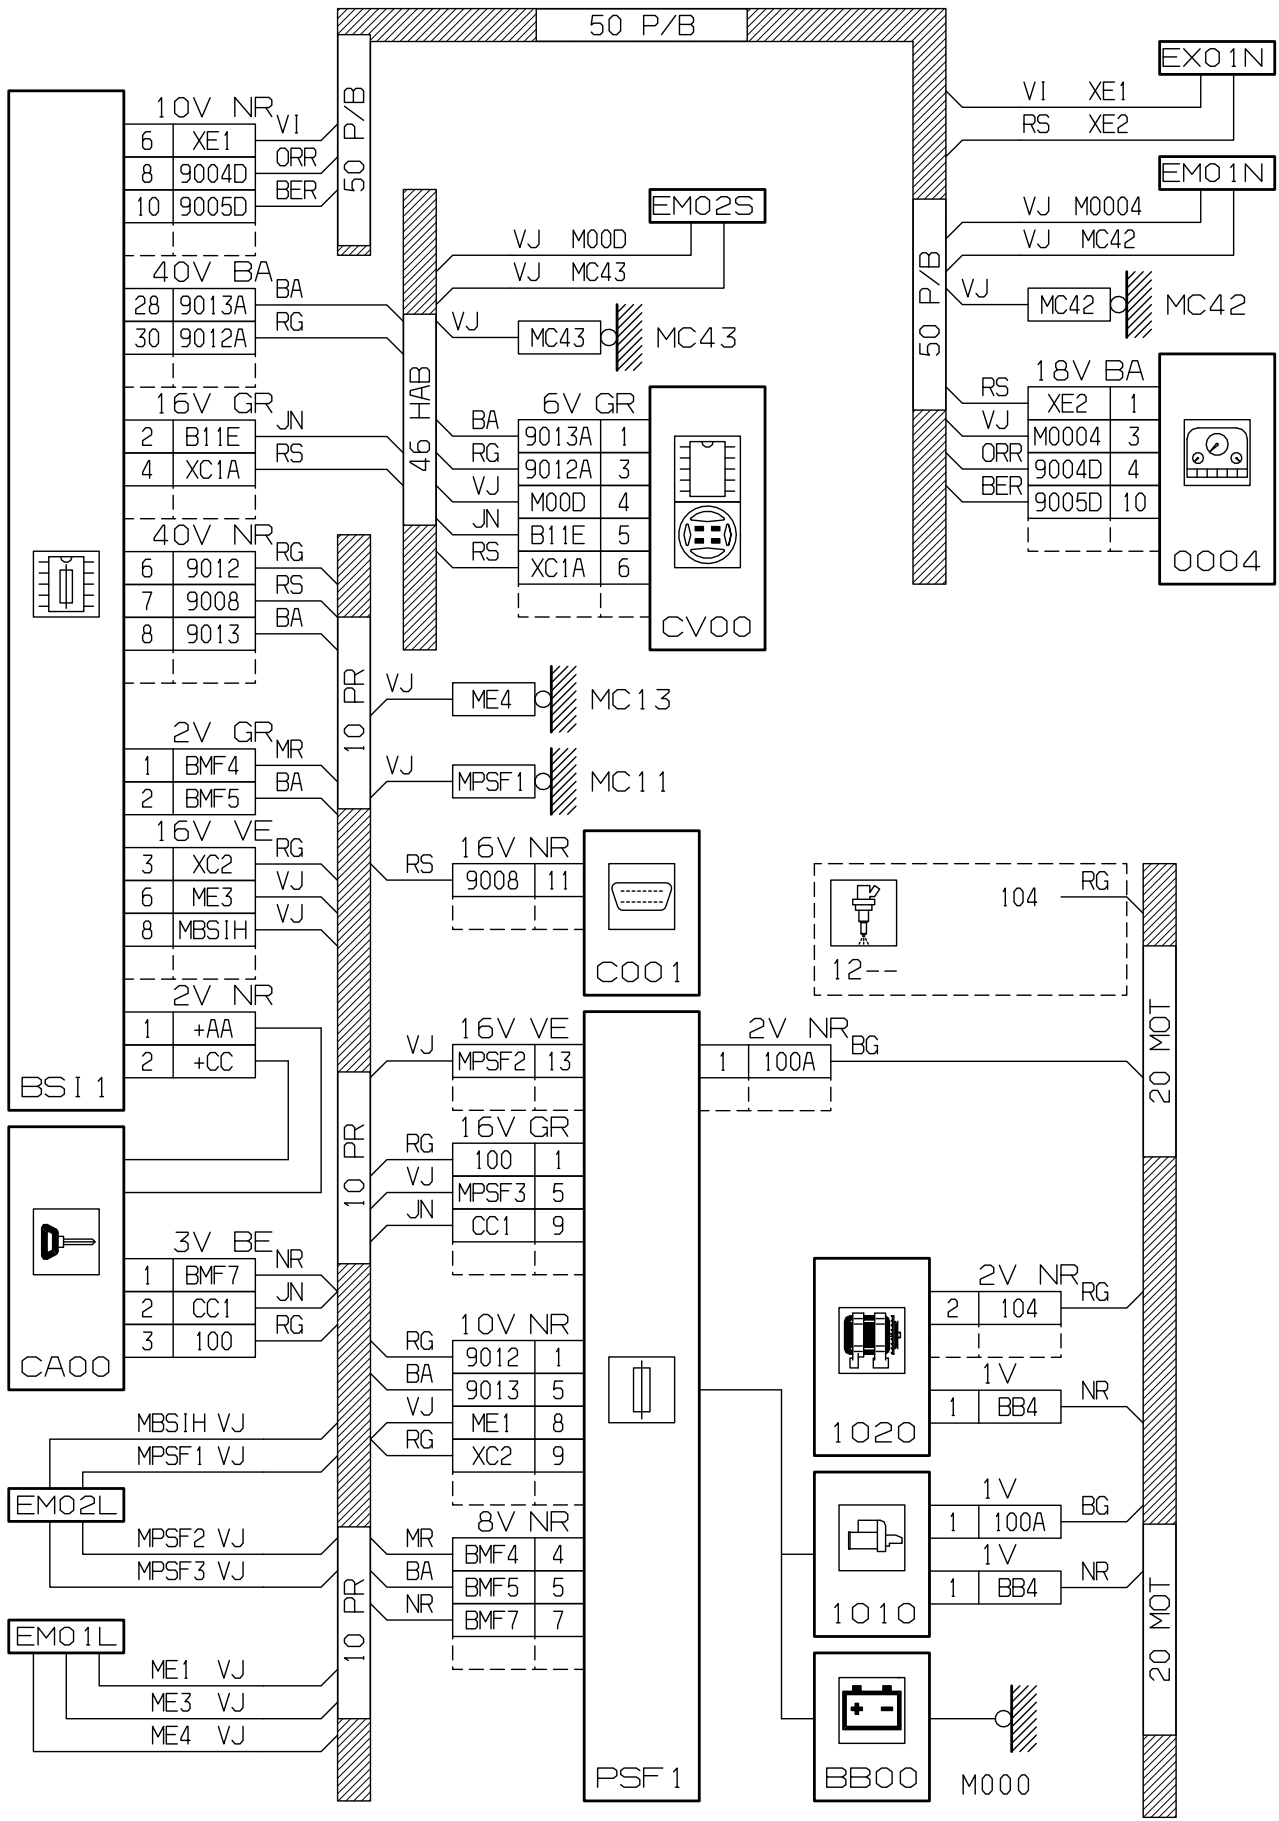 50 P/B
EX01N
VI XE1
RS XE2
EM01N
VJ M0004
VJ MC42
VJ
MC42
MC42
50 P/B
50 P/B
10V NR
6 XE1 VI
8 9004D ORR
10 9005D BER
40V BA
28 9013A BA
30 9012A RG
16V GR
2 B11E JN
4 XC1A RS
40V NR
6 9012 RG
7 9008 RS
8 9013 BA
2V GR
1 BMF4 MR
2 BMF5 BA
16V VE
3 XC2 RG
6 ME3 VJ
8 MBSIH VJ
2V NR
1 +AA
2 +CC
BSI1
EM02S
VJ M00D
VJ MC43
VJ
MC43
MC43
46 HAB
6V GR
BA 9013A 1
RG 9012A 3
VJ M00D 4
JN B11E 5
RS XC1A 6
CV00
18V BA
RS XE2 1
VJ M0004 3
ORR 9004D 4
BER 9005D 10
0004
10 PR
VJ ME4 MC13
VJ MPSF1 MC11
16V NR
RS 9008 11
C001
104 RG
12--
20 MOT
16V VE
VJ MPSF2 13
2V NR
1 100A BG
10 PR
16V GR
RG 100 1
VJ MPSF3 5
JN CC1 9
CA00
3V BE
1 BMF7 NR
2 CC1 JN
3 100 RG
10V NR
RG 9012 1
BA 9013 5
VJ ME1 8
RG XC2 9
8V NR
MR BMF4 4
BA BMF5 5
NR BMF7 7
PSF1
2V NR
2 104 RG
1V
1 BB4 NR
1020
1V
1 100A BG
1V
1 BB4 NR
1010
20 MOT
BB00
+ -
M000
MBSIH VJ
MPSF1 VJ
EM02L
MPSF2 VJ
MPSF3 VJ
10 PR
EM01L
ME1 VJ
ME3 VJ
ME4 VJ